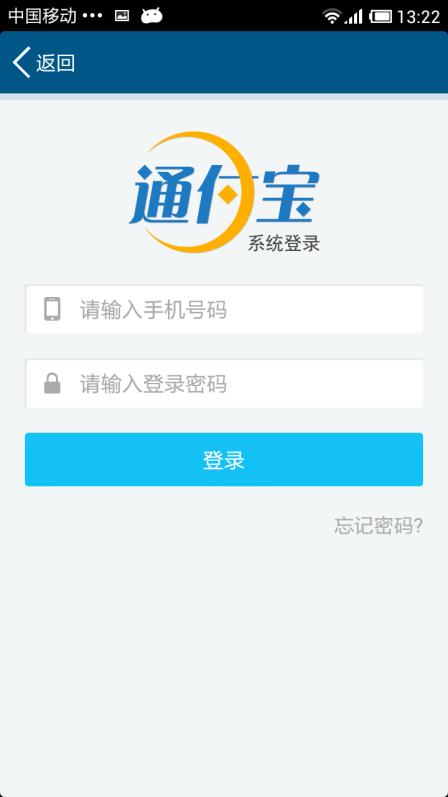 中国移动 ••• 13:22
返回
通付宝
系统登录
请输入手机号码
请输入登录密码
登录
忘记密码?